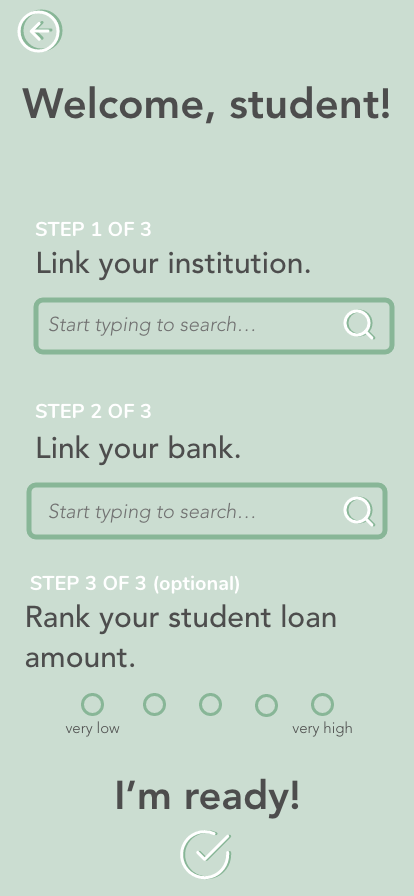 Welcome, student!
STEP 1 OF 3
Link your institution.
Start typing to search...
STEP 2 OF 3
Link your bank.
Start typing to search...
STEP 3 OF 3 (optional)
Rank your student loan
amount.
very low very high
I'm ready!